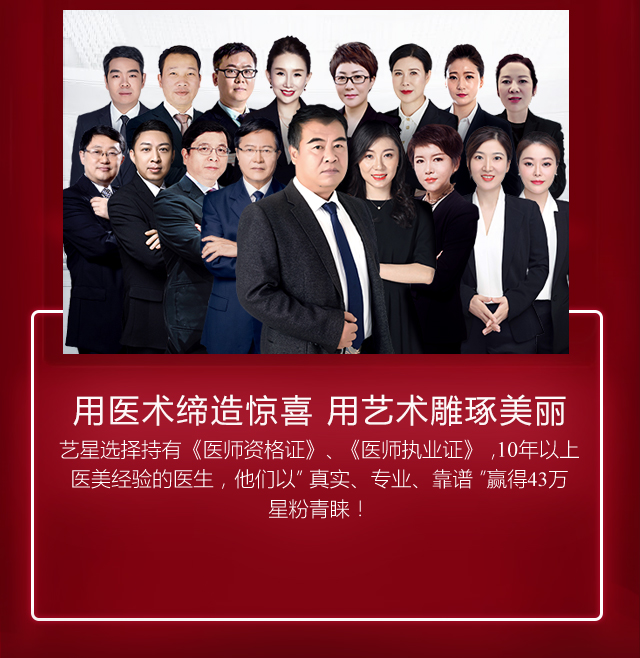 用医术缔造惊喜 用艺术雕琢美丽
艺星选择持有《医师资格证》、《医师执业证》 ,10年以上
医美经验的医生，他们以"真实、专业、靠谱"赢得43万
星粉青睐！